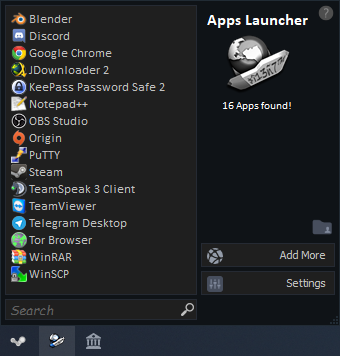 Blender
Discord
Google Chrome
JDownloader 2
KeePass Password Safe 2
Notepad++
OBS Studio
Origin
PuTTY
Steam
TeamSpeak 3 Client
TeamViewer
Telegram Desktop
Tor Browser
WinRAR
WinSCP
Search
Apps Launcher
?
16 Apps found!
Add More
Settings